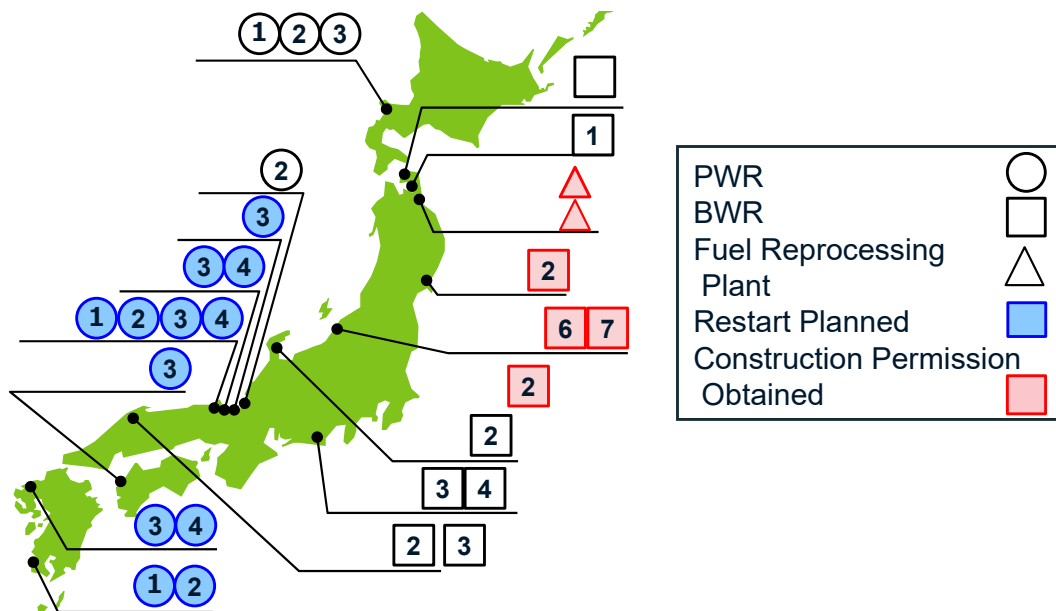 1 2 3
1
2
3
3 4
2
1 2 3 4
6 7
3
2
2
3 4
3 4
2 3
1 2
PWR
BWR
Fuel Reprocessing
Plant
Restart Planned
Construction Permission
Obtained